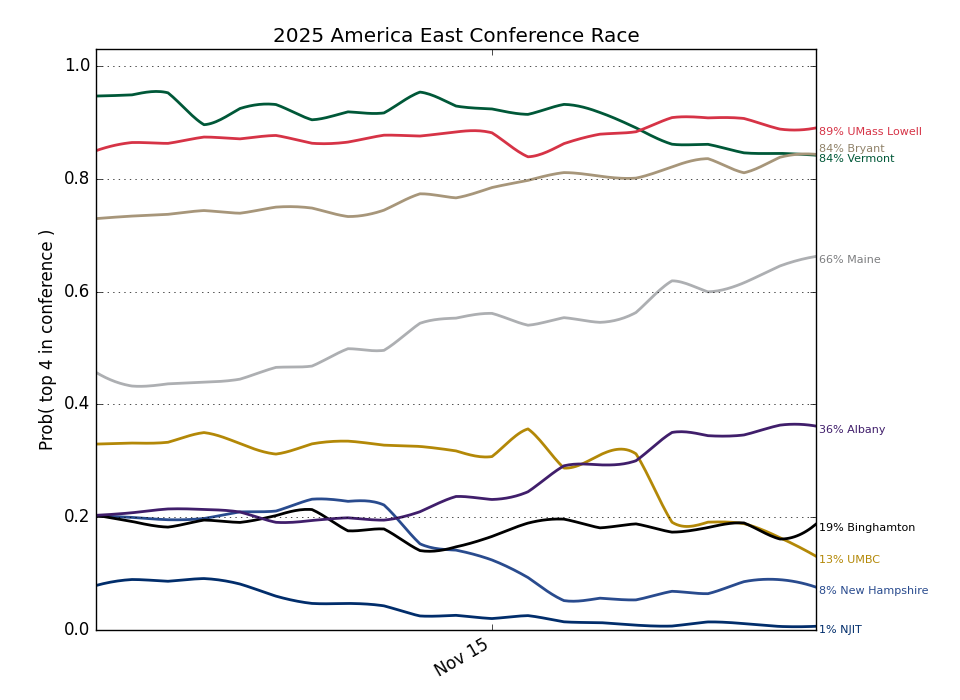 2025 America East Conference Race
Prob( top 4 in conference )
1.0
0.8
0.6
0.4
0.2
0.0
89% UMass Lowell
84% Bryant
84% Vermont
66% Maine
36% Albany
19% Binghamton
13% UMBC
8% New Hampshire
1% NJIT
Nov 15